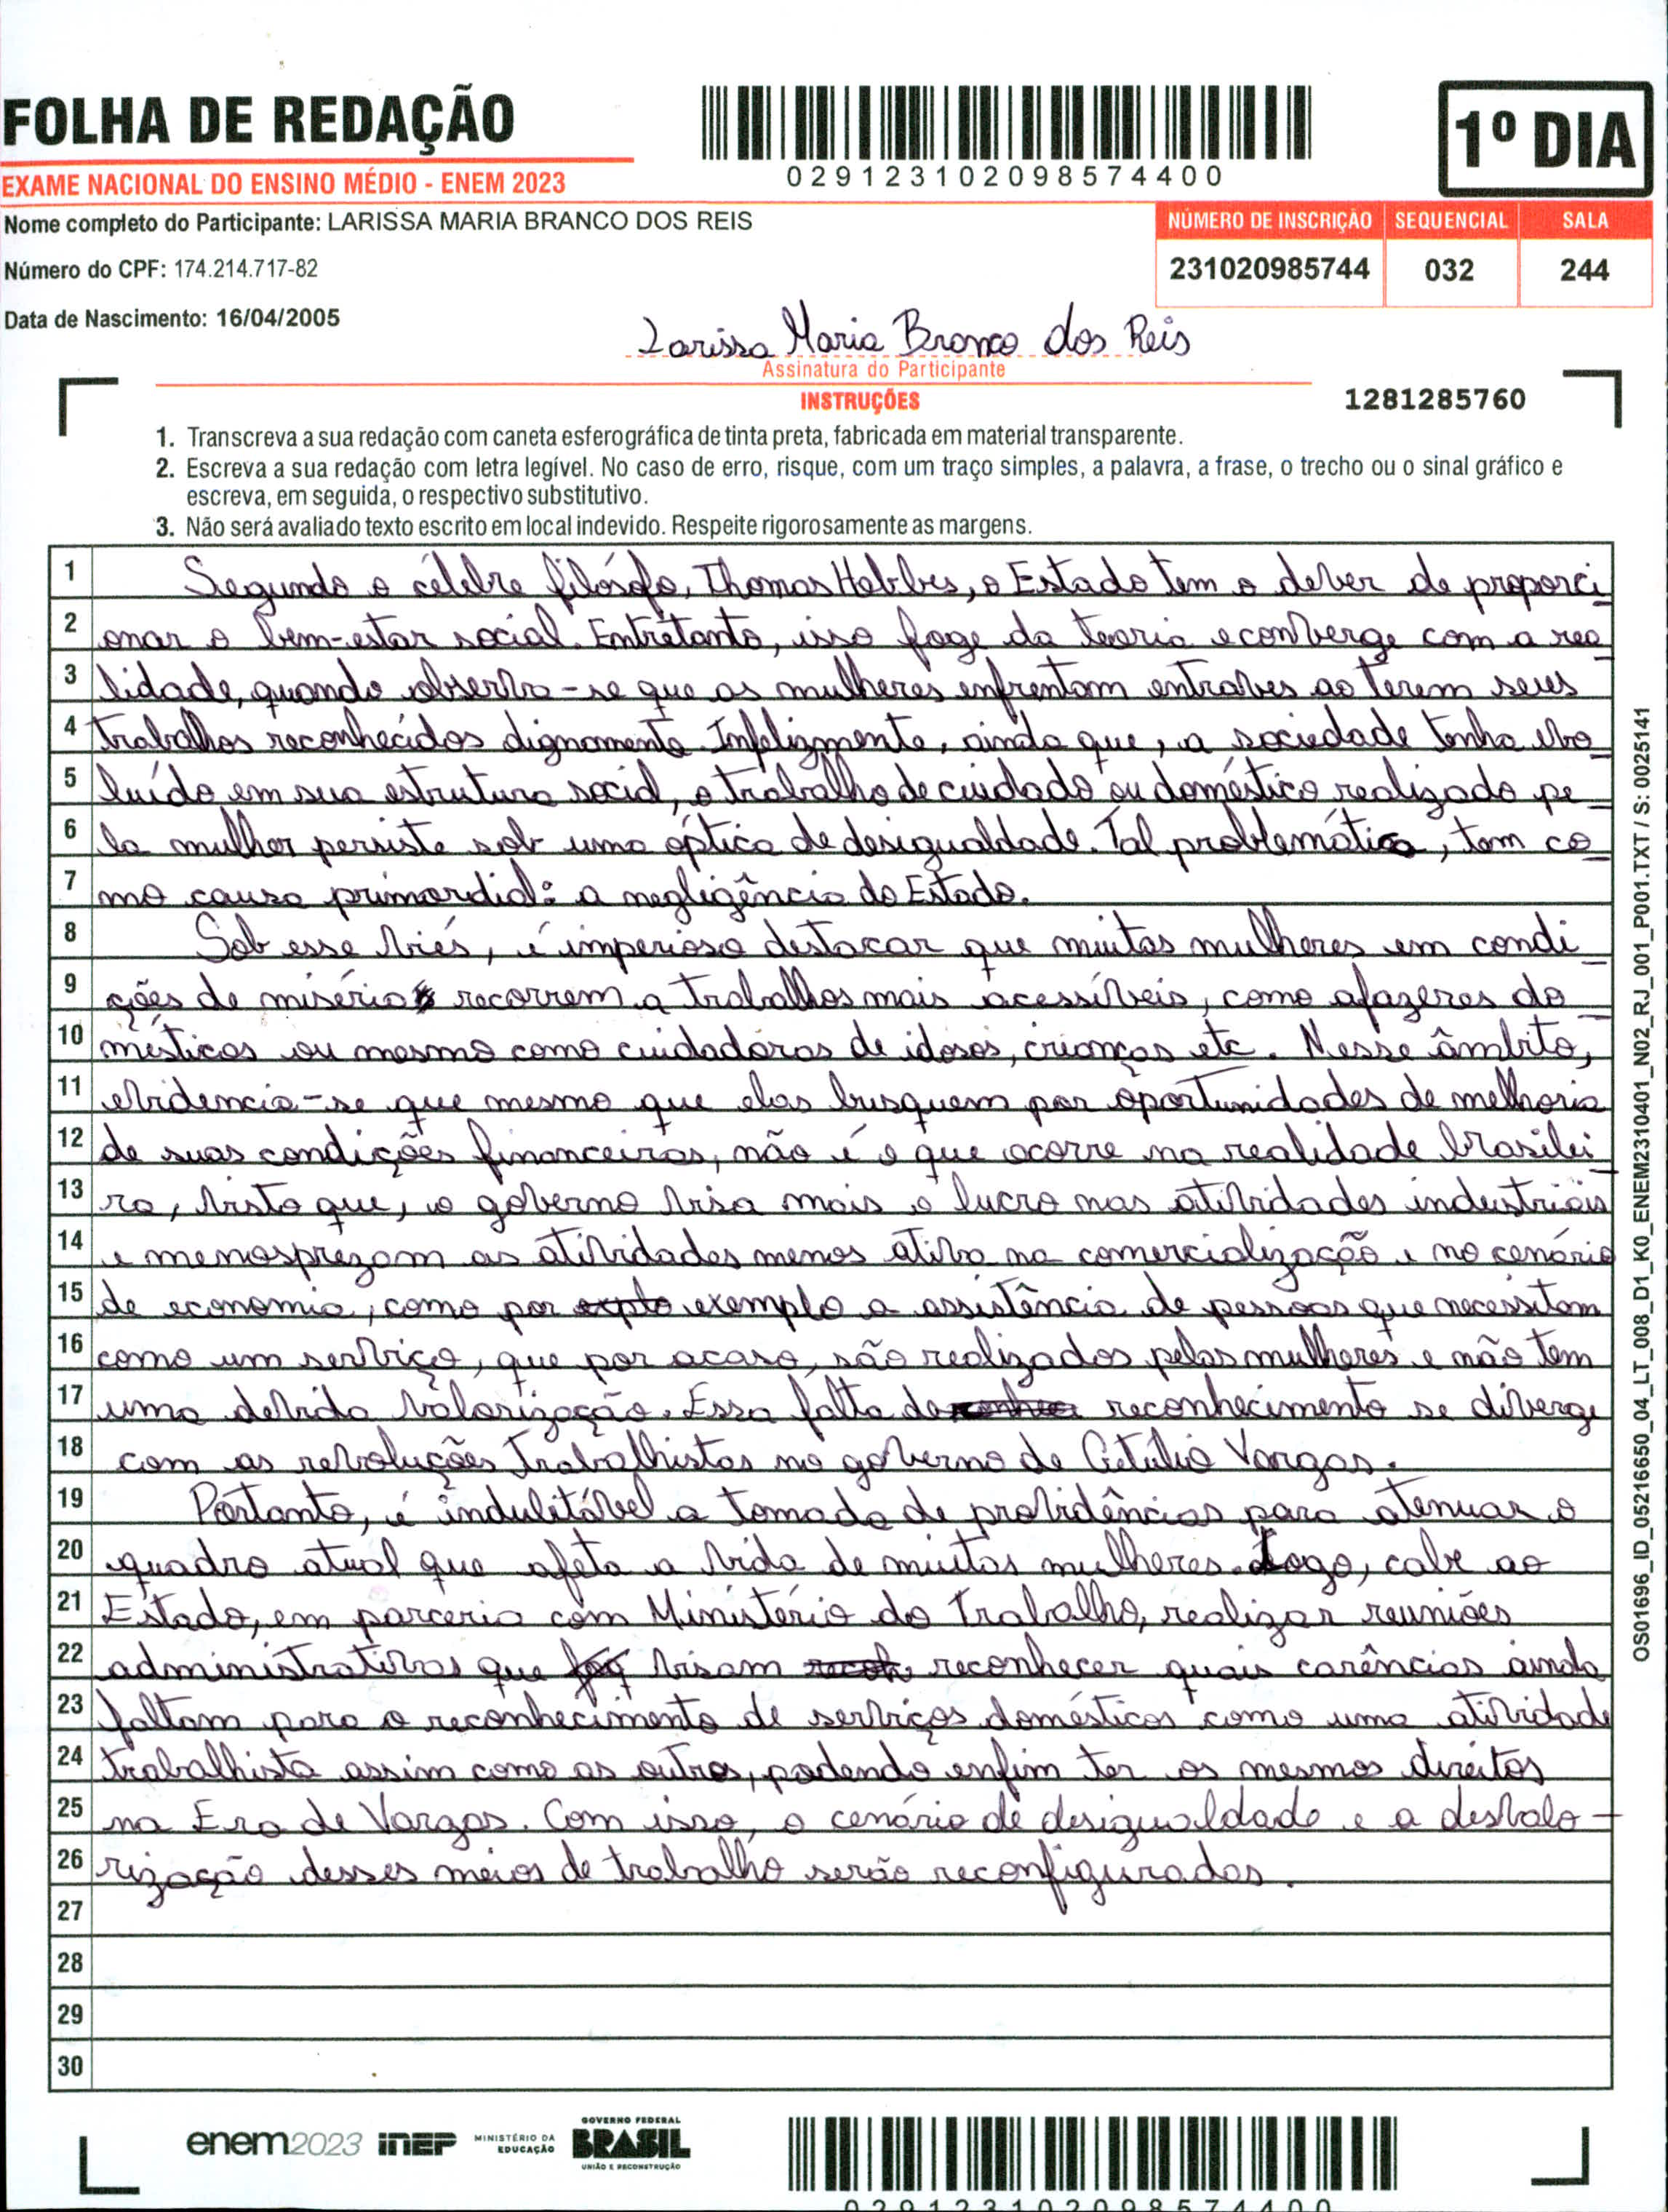 FOLHA DE REDAÇÃO
EXAME NACIONAL DO ENSINO MÉDIO - ENEM 2023
029123102098574400
1º DIA
Nome completo do Participante: LARISSA MARIA BRANCO DOS REIS
Número do CPF: 174.214.717-82
Data de Nascimento: 16/04/2005
NÚMERO DE INSCRIÇÃO SEQUENCIAL SALA
231020985744 032 244
Larissa Maria Branco dos Reis
Assinatura do Participante
INSTRUÇÕES
1281285760
1. Transcreva a sua redação com caneta esferográfica de tinta preta, fabricada em material transparente.
2. Escreva a sua redação com letra legível. No caso de erro, risque, com um traço simples, a palavra, a frase, o trecho ou o sinal gráfico e
escreva, em seguida, o respectivo substitutivo.
3. Não será avaliado texto escrito em local indevido. Respeite rigorosamente as margens.
1 Segundo o célebre filósofo, Thomas Hobbes, o Estado tem o dever de proporci
2 onar o bem-estar social. Entretanto, isso foge da teoria e converge com a rea
3 lidade, quando observa-se que as mulheres enfrentam entraves ao terem seus
4 trabalhos reconhecidos dignamente. Infelizmente, ainda que, a sociedade tenha evo
5 luído em sua estrutura social, o trabalho de cuidado ou doméstico realizado pe
6 la mulher persiste sob uma óptica de desigualdade. Tal problemática, tem co
7 mo causa primordial: a negligência do Estado.
8 Sob esse viés, é imperioso destacar que muitas mulheres em condi
9 ções de miséria recorrem a trabalhos mais acessíveis, como afazeres do
10 mésticos ou mesmo como cuidadoras de idosos, crianças etc. Nesse âmbito,
11 evidencia-se que mesmo que elas busquem por oportunidades de melhoria
12 de suas condições financeiras, não é o que ocorre na realidade brasilei
13 ra, visto que, o governo visa mais o lucro nas atividades industriais
14 e menosprezam as atividades menos ativa na comercialização e no cenário
15 de economia, como por exemplo a assistência de pessoas que necessitam
16 como um serviço, que por acaso, são realizados pelas mulheres e não tem
17 uma devida valorização. Essa falta de reconhecimento se diverge
18 com as revoluções trabalhistas no governo de Getúlio Vargas.
19 Portanto, é indubitável a tomada de providências para atenuar o
20 quadro atual que afeta a vida de muitas mulheres. Logo, cabe ao
21 Estado, em parceria com Ministério do Trabalho, realizar reuniões
22 administrativas que visam reconhecer quais carências ainda
23 faltam para o reconhecimento de serviços domésticos como uma atividade
24 trabalhista assim como as outras, podendo enfim ter os mesmos direitos
25 na Era de Vargas. Com isso, o cenário de desigualdade e a desvalo-
26 rização desses meios de trabalho serão reconfigurados.
27
28
29
30
OS01696_ID_05216650_04_LT_008_D1_K0_ENEM2310401_N02_RJ_001_P001.TXT / S: 0025141
enem2023 inep MINISTÉRIO DA EDUCAÇÃO GOVERNO FEDERAL BRASIL UNIÃO E RECONSTRUÇÃO
029123102098574400